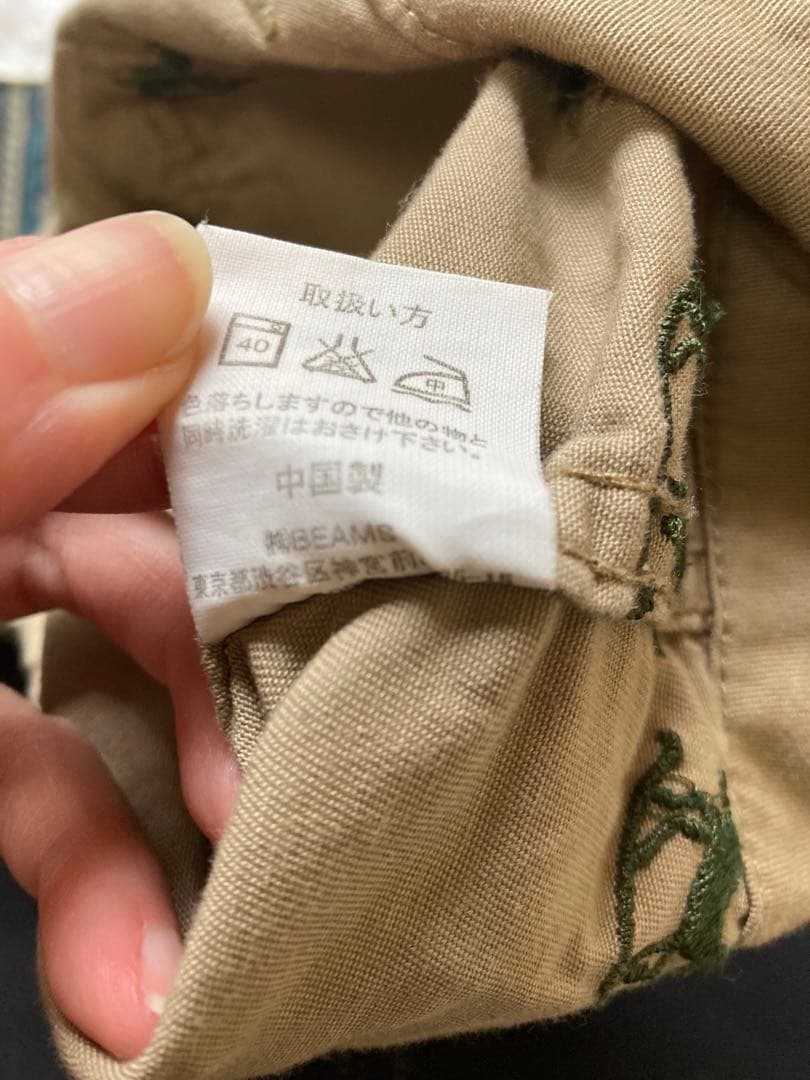 取扱い方
40
中
色落ちしますので他の物と
同時洗濯はおさけ下さい。
中国製
㈱BEAMS
東京都渋谷区神宮前